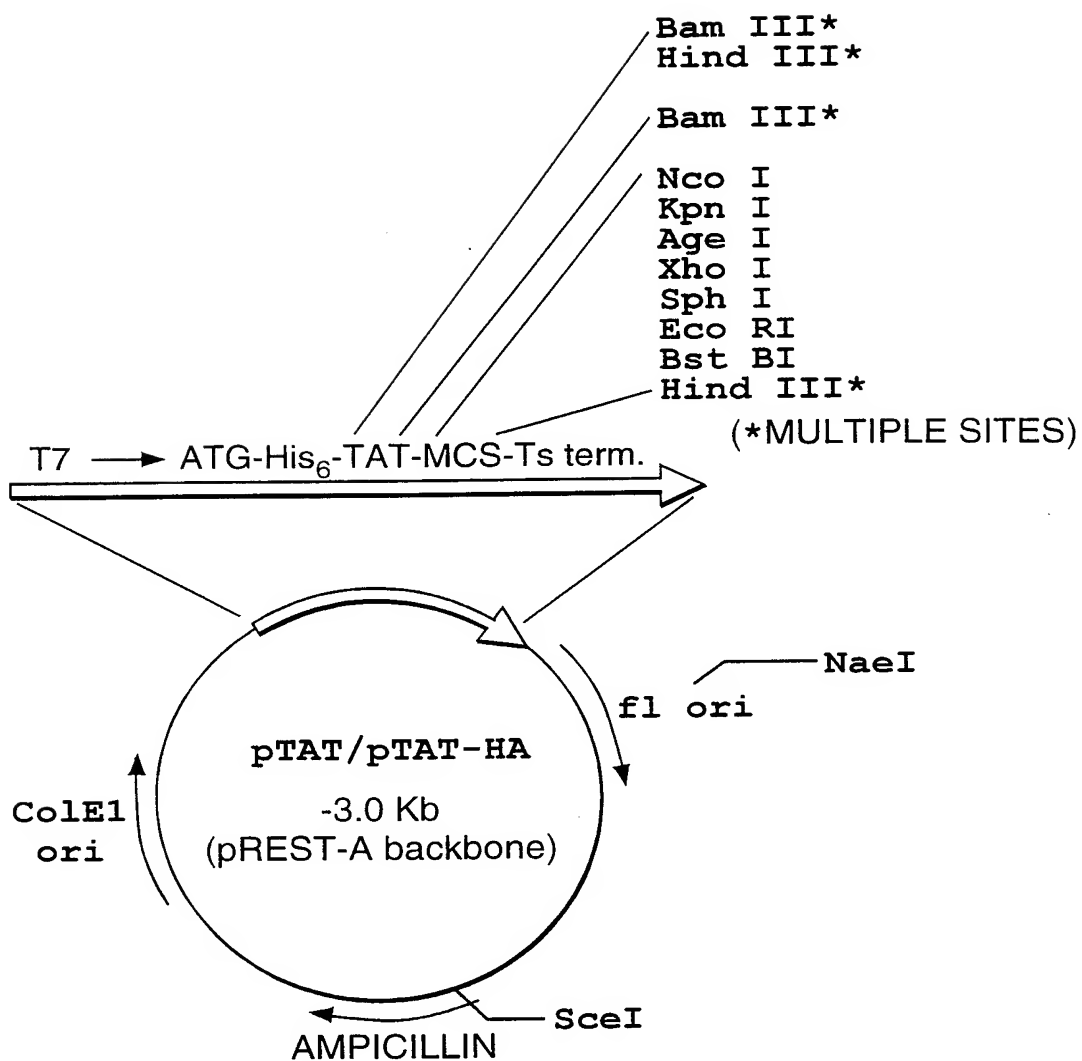 Bam III*
Hind III*
Bam III*
Nco I
Kpn I
Age I
Xho I
Sph I
Eco RI
Bst BI
Hind III*
(*MULTIPLE SITES)
T7 → ATG-His₆-TAT-MCS-Ts term.
NaeI
fl ori
pTAT/pTAT-HA
-3.0 Kb
(pREST-A backbone)
ColE1
ori
SceI
AMPICILLIN